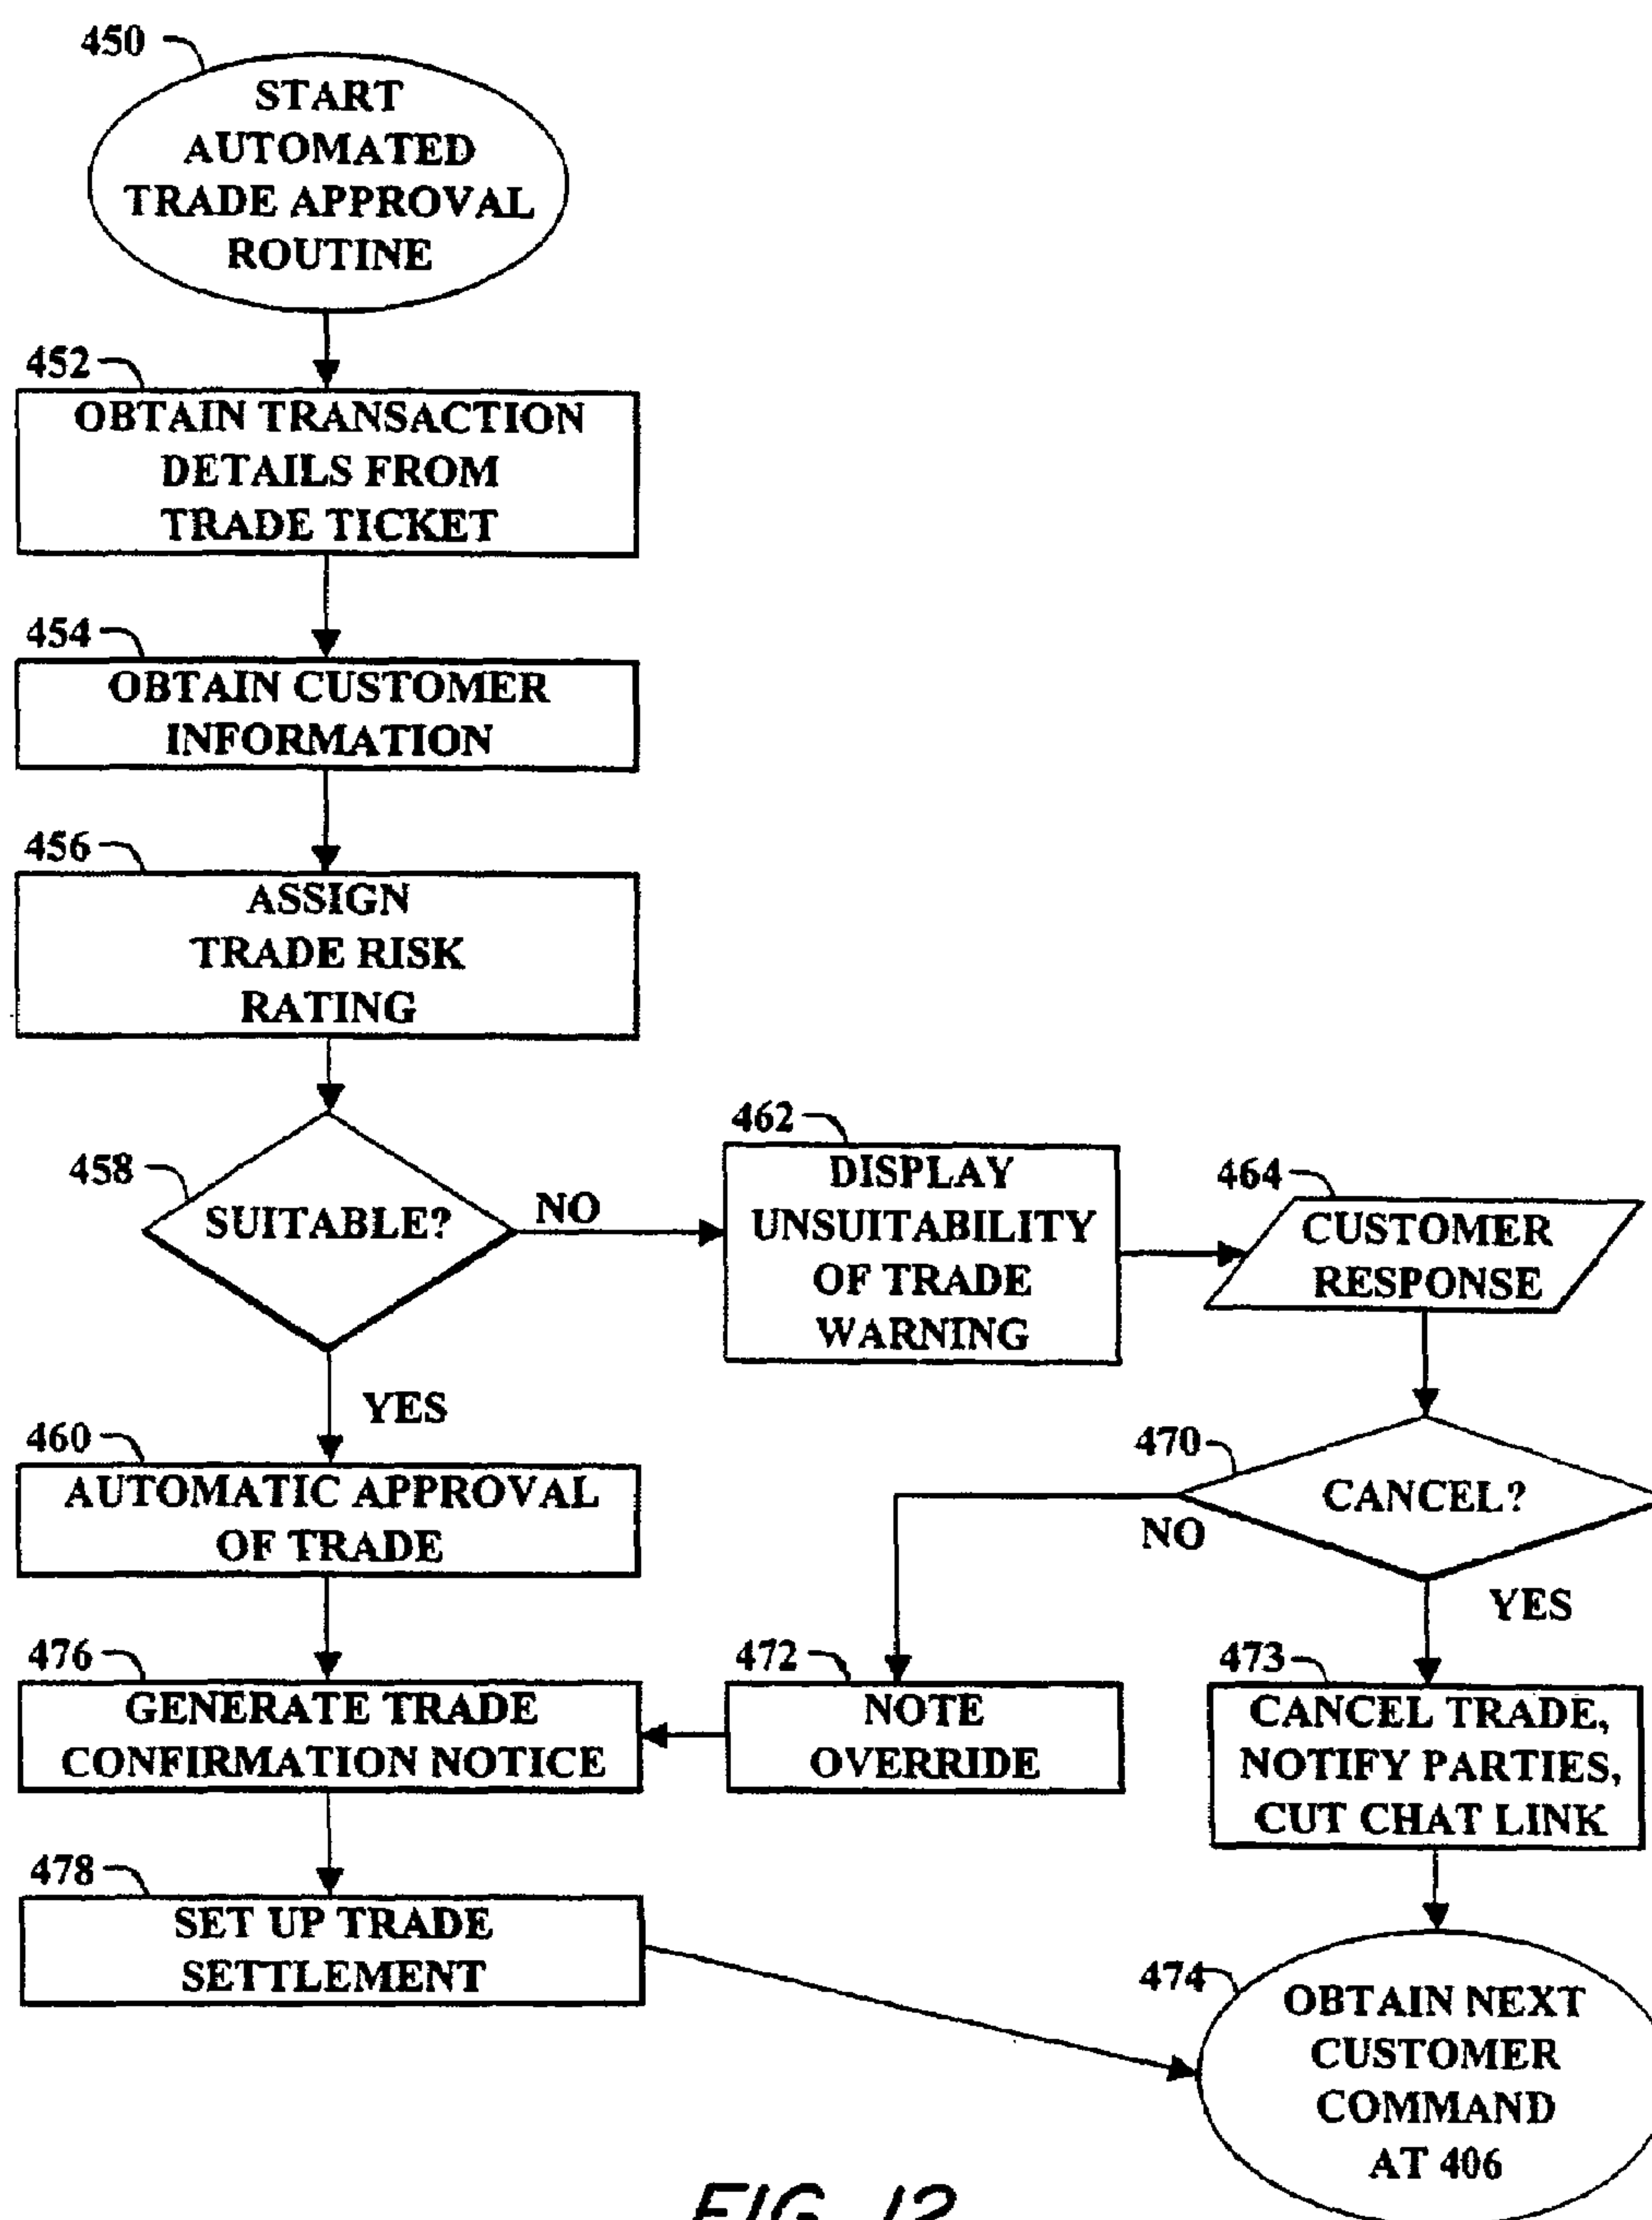 450
START
AUTOMATED
TRADE APPROVAL
ROUTINE
452
OBTAIN TRANSACTION
DETAILS FROM
TRADE TICKET
454
OBTAIN CUSTOMER
INFORMATION
456
ASSIGN
TRADE RISK
RATING
458
SUITABLE?
NO
462
DISPLAY
UNSUITABILITY
OF TRADE
WARNING
464
CUSTOMER
RESPONSE
YES
460
AUTOMATIC APPROVAL
OF TRADE
470
CANCEL?
NO
YES
476
GENERATE TRADE
CONFIRMATION NOTICE
472
NOTE
OVERRIDE
473
CANCEL TRADE,
NOTIFY PARTIES,
CUT CHAT LINK
478
SET UP TRADE
SETTLEMENT
474
OBTAIN NEXT
CUSTOMER
COMMAND
AT 406
FIG. 12